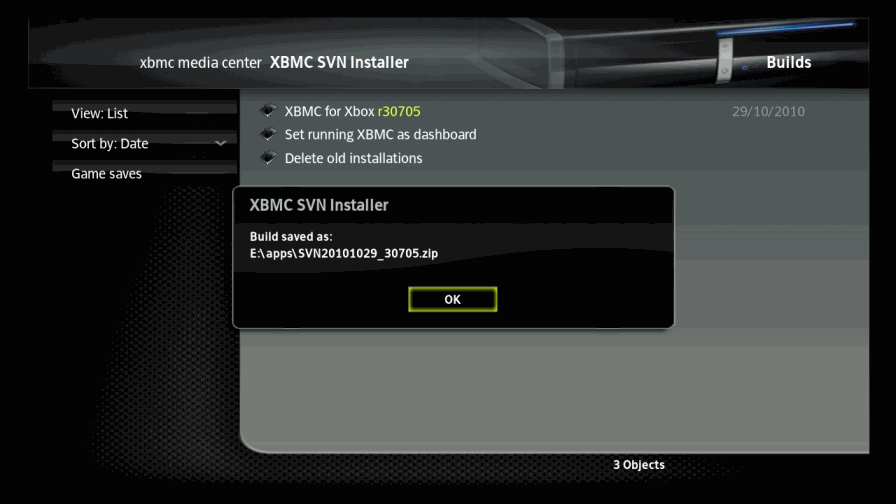 xbmc media center XBMC SVN Installer
Builds
View: List
Sort by: Date
Game saves
XBMC for Xbox r30705 29/10/2010
Set running XBMC as dashboard
Delete old installations
XBMC SVN Installer
Build saved as:
E:\apps\SVN20101029_30705.zip
OK
3 Objects